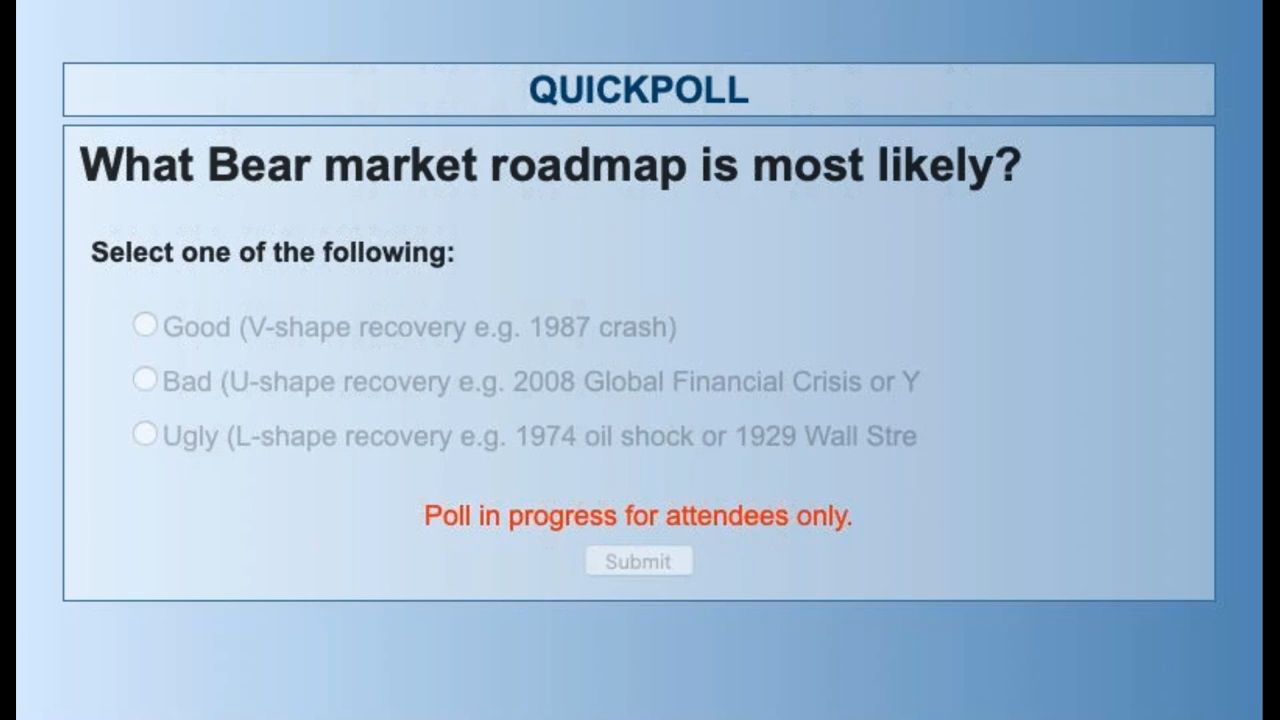 QUICKPOLL
What Bear market roadmap is most likely?
Select one of the following:
Good (V-shape recovery e.g. 1987 crash)
Bad (U-shape recovery e.g. 2008 Global Financial Crisis or Y
Ugly (L-shape recovery e.g. 1974 oil shock or 1929 Wall Stre
Poll in progress for attendees only.
Submit